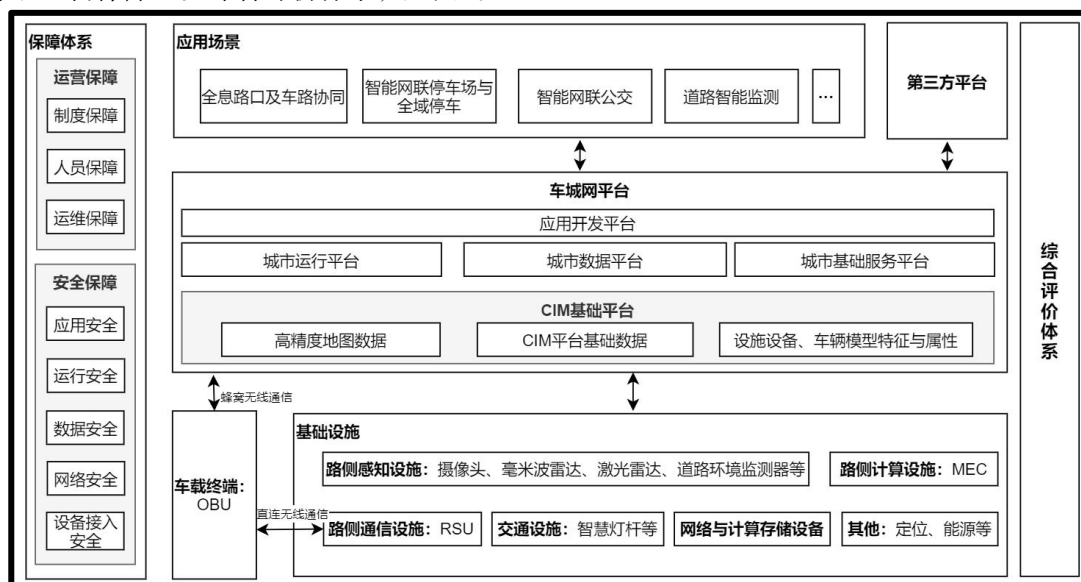 保障体系
运营保障
制度保障
人员保障
运维保障
安全保障
应用安全
运行安全
数据安全
网络安全
设备接入
安全
应用场景
全息路口及车路协同
智能网联停车场与
全域停车
智能网联公交
道路智能监测
...
第三方平台
车城网平台
应用开发平台
城市运行平台
城市数据平台
城市基础服务平台
CIM基础平台
高精度地图数据
CIM平台基础数据
设施设备、车辆模型特征与属性
蜂窝无线通信
车载终端：
OBU
直连无线通信
基础设施
路侧感知设施：摄像头、毫米波雷达、激光雷达、道路环境监测器等
路侧计算设施：MEC
路侧通信设施：RSU
交通设施：智慧灯杆等
网络与计算存储设备
其他：定位、能源等
综合评价体系